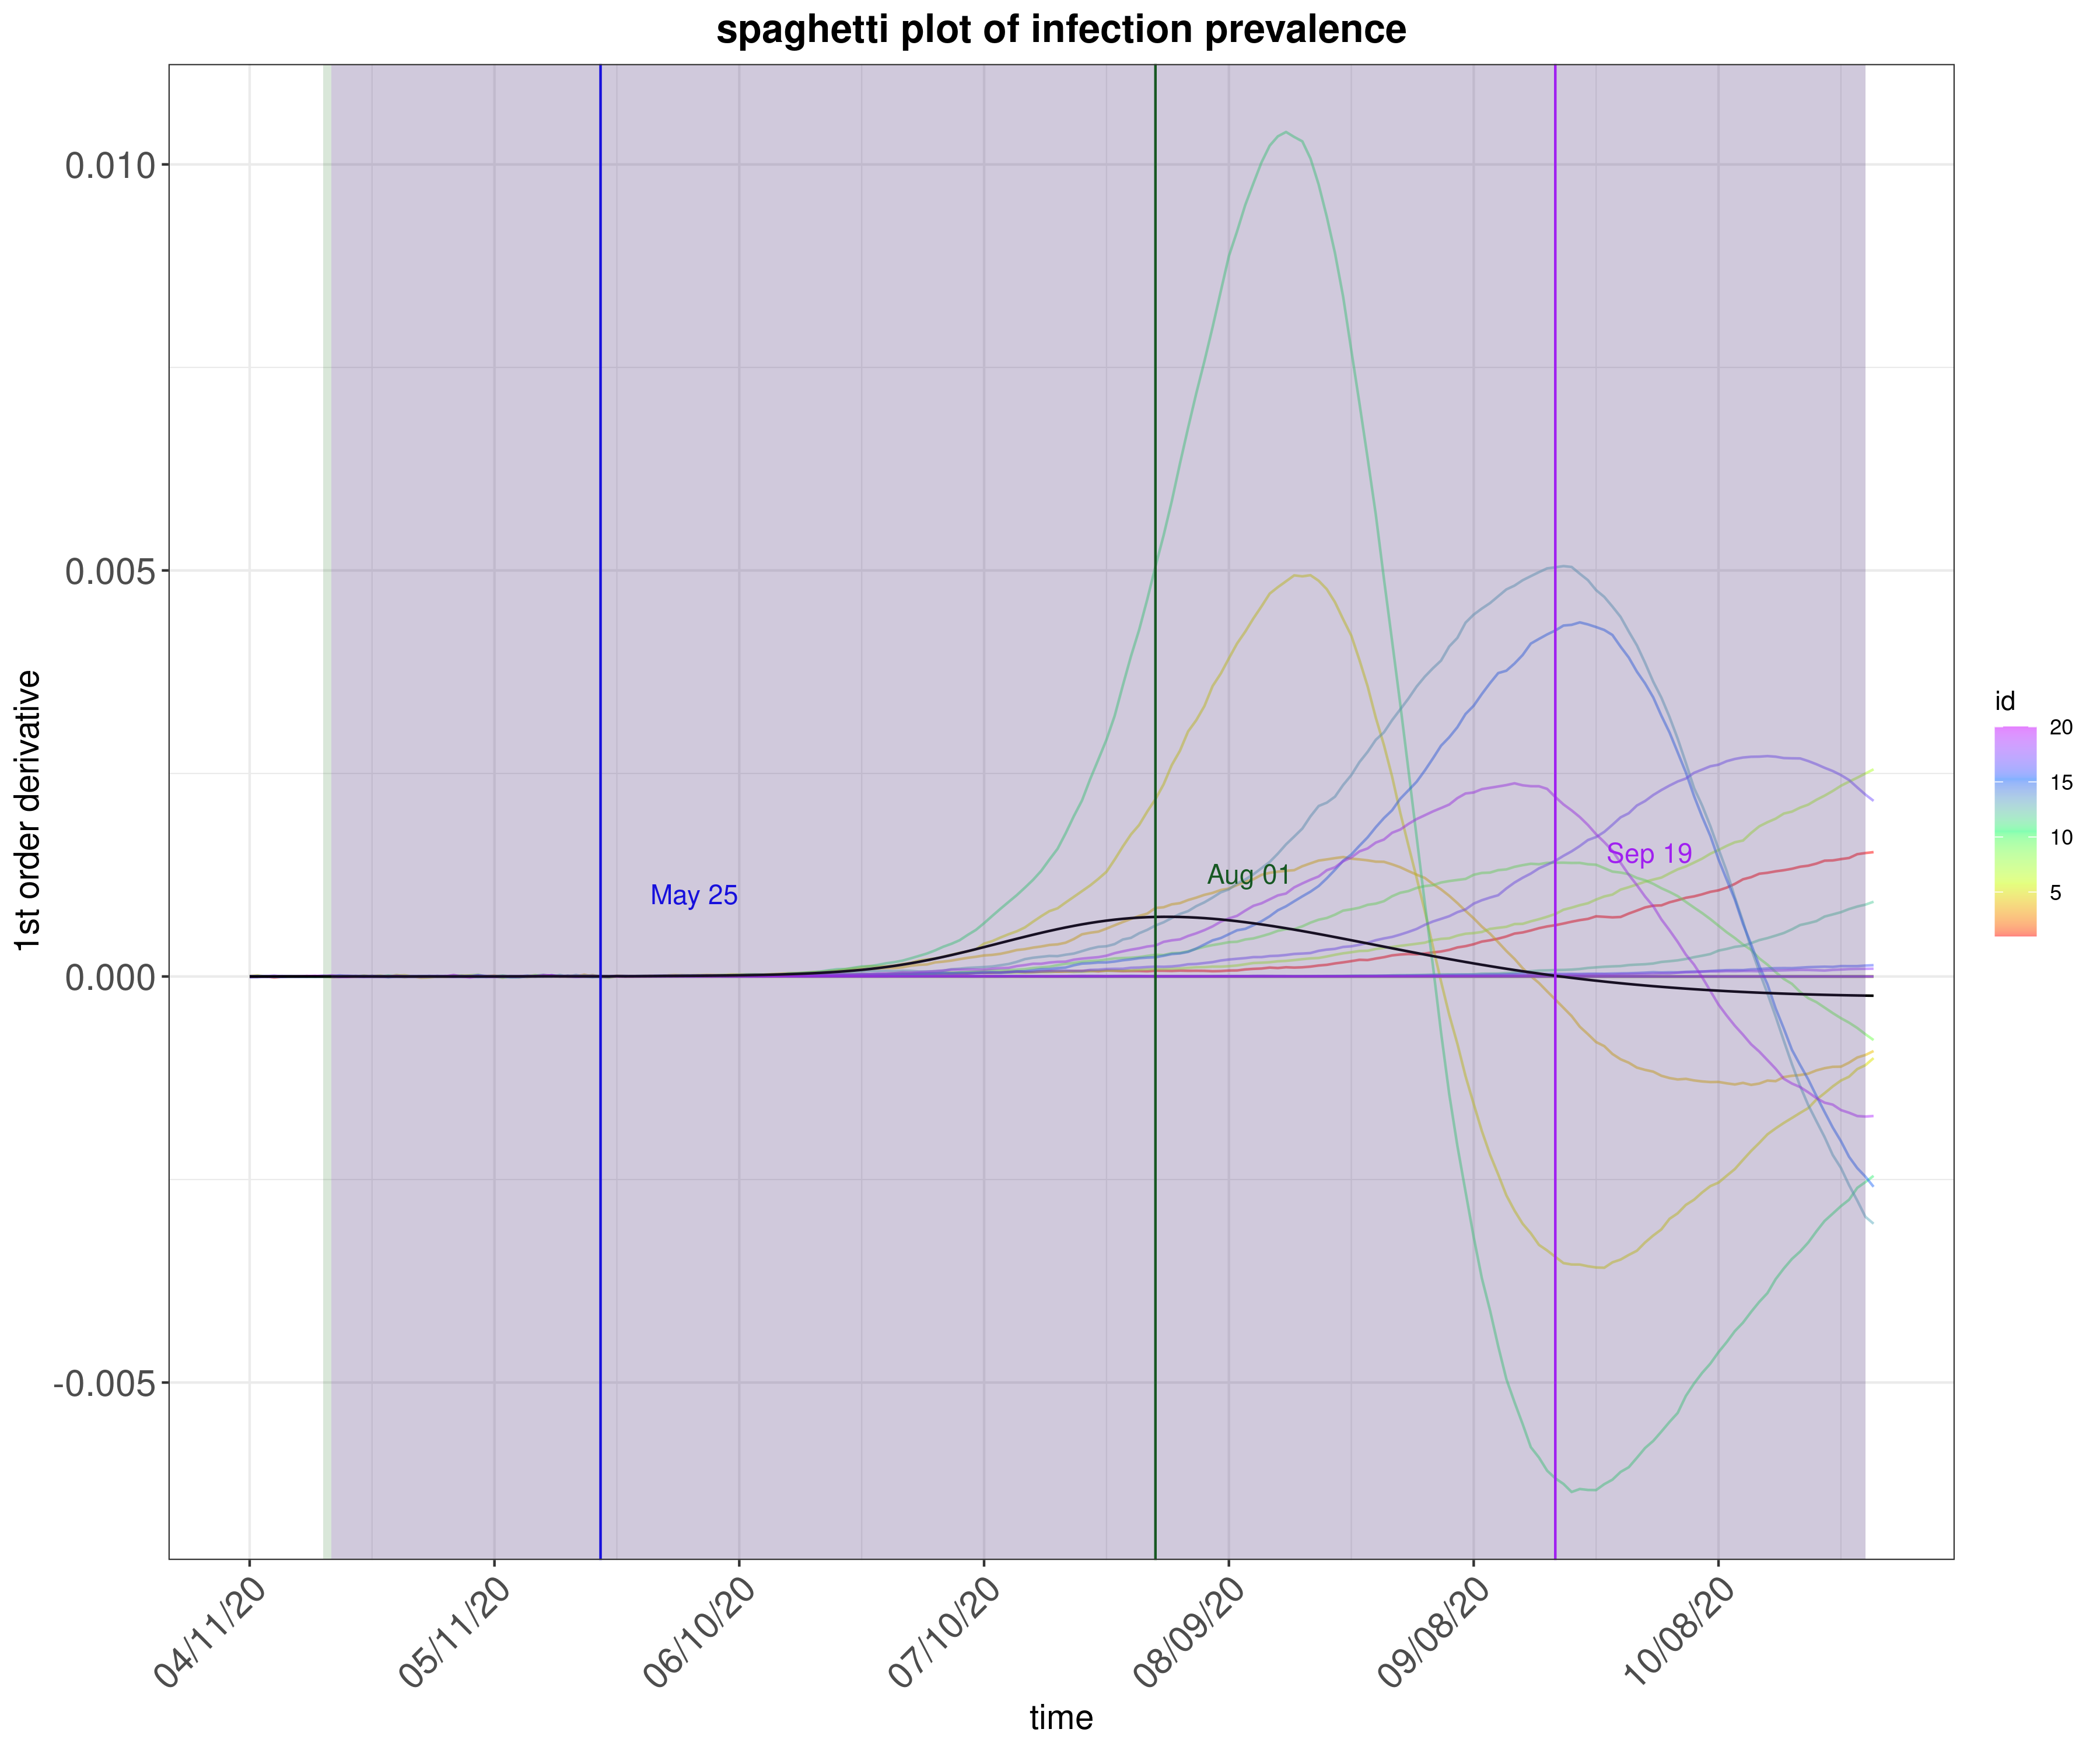 spaghetti plot of infection prevalence
1st order derivative
0.010
0.005
0.000
-0.005
May 25
Aug 01
Sep 19
04/11/20
05/11/20
06/10/20
07/10/20
08/09/20
09/08/20
10/08/20
time
id
20
15
10
5